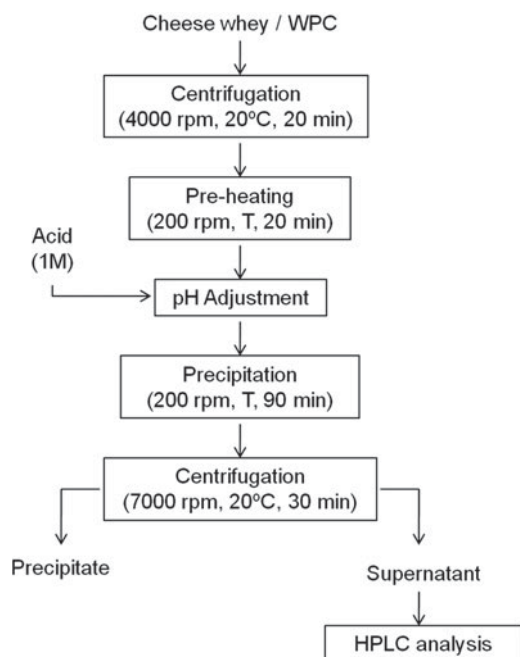 Cheese whey / WPC
Centrifugation
(4000 rpm, 20ºC, 20 min)
Pre-heating
(200 rpm, T, 20 min)
Acid
(1M)
pH Adjustment
Precipitation
(200 rpm, T, 90 min)
Centrifugation
(7000 rpm, 20ºC, 30 min)
Precipitate
Supernatant
HPLC analysis